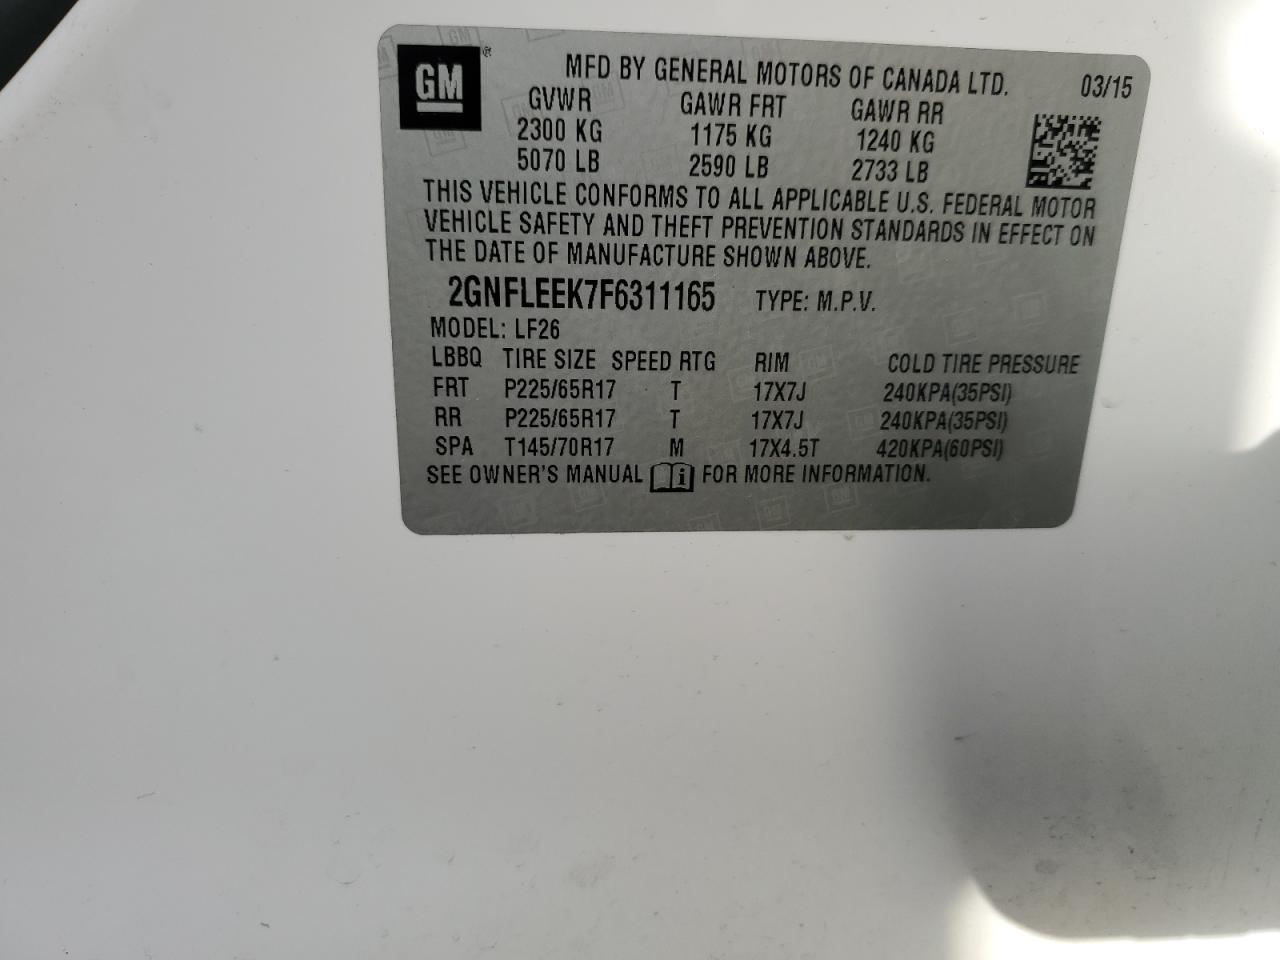 GM ®
MFD BY GENERAL MOTORS OF CANADA LTD. 03/15
GVWR GAWR FRT GAWR RR
2300 KG 1175 KG 1240 KG
5070 LB 2590 LB 2733 LB
THIS VEHICLE CONFORMS TO ALL APPLICABLE U.S. FEDERAL MOTOR
VEHICLE SAFETY AND THEFT PREVENTION STANDARDS IN EFFECT ON
THE DATE OF MANUFACTURE SHOWN ABOVE.
2GNFLEEK7F6311165 TYPE: M.P.V.
MODEL: LF26
LBBQ TIRE SIZE SPEED RTG RIM COLD TIRE PRESSURE
FRT P225/65R17 T 17X7J 240KPA(35PSI)
RR P225/65R17 T 17X7J 240KPA(35PSI)
SPA T145/70R17 M 17X4.5T 420KPA(60PSI)
SEE OWNER'S MANUAL i FOR MORE INFORMATION.